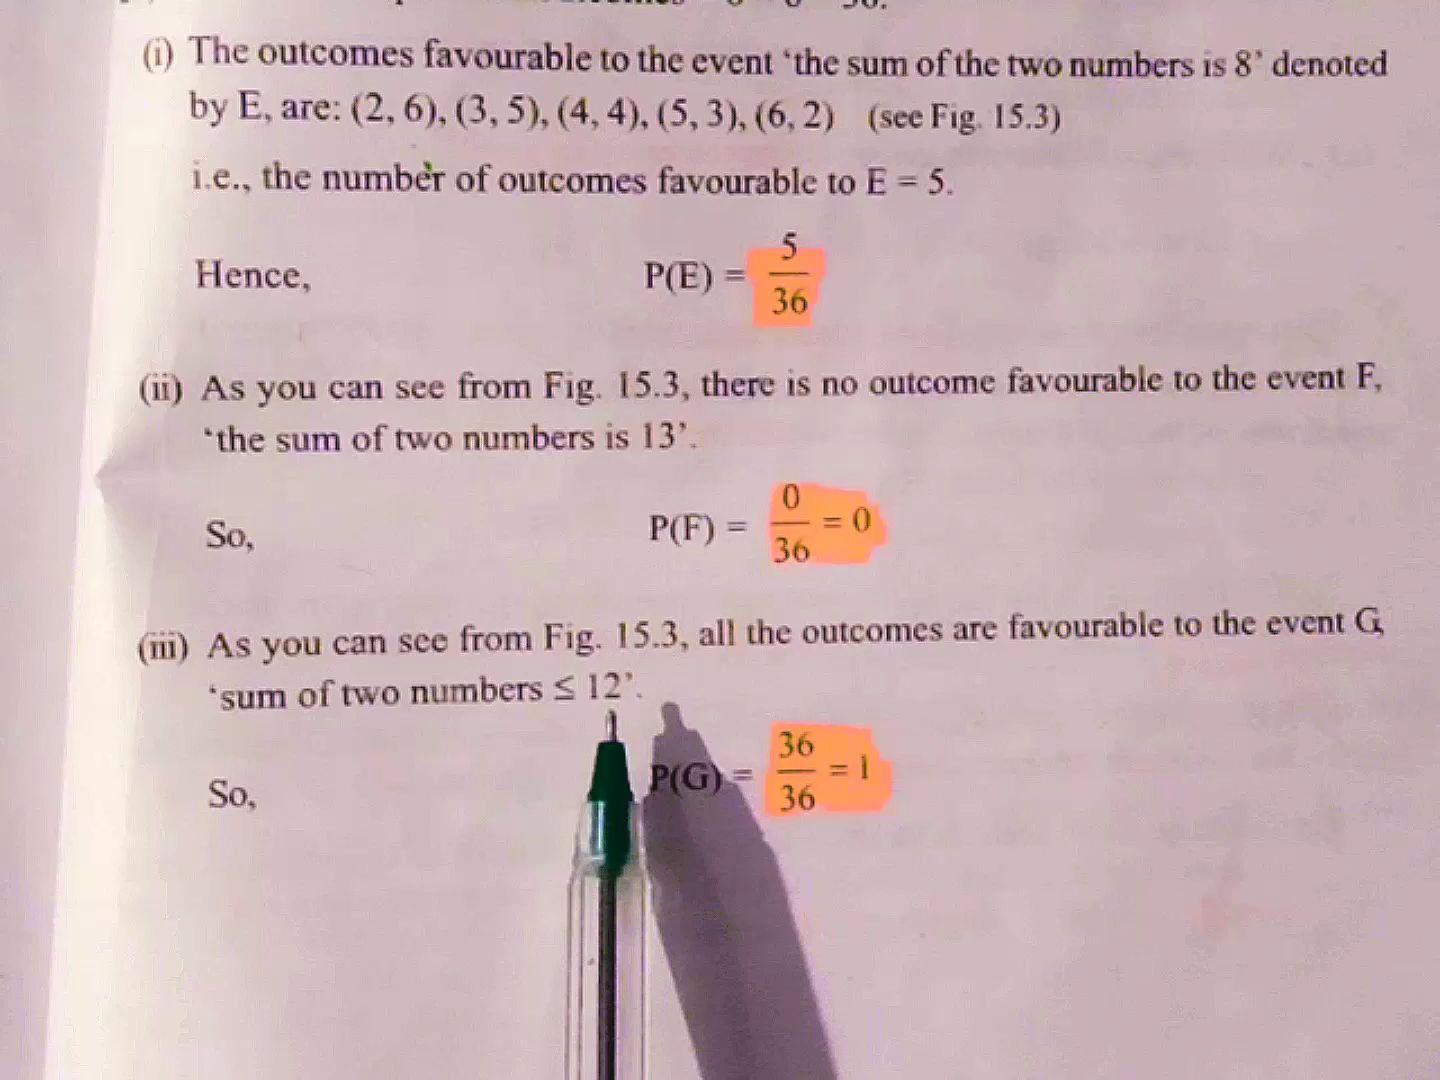 (i) The outcomes favourable to the event ‘the sum of the two numbers is 8’ denoted
by E, are: (2, 6), (3, 5), (4, 4), (5, 3), (6, 2) (see Fig. 15.3)
i.e., the number of outcomes favourable to E = 5.
Hence, P(E) = 5/36
(ii) As you can see from Fig. 15.3, there is no outcome favourable to the event F,
‘the sum of two numbers is 13’.
So, P(F) = 0/36 = 0
(iii) As you can see from Fig. 15.3, all the outcomes are favourable to the event G,
‘sum of two numbers ≤ 12’.
So, P(G) = 36/36 = 1